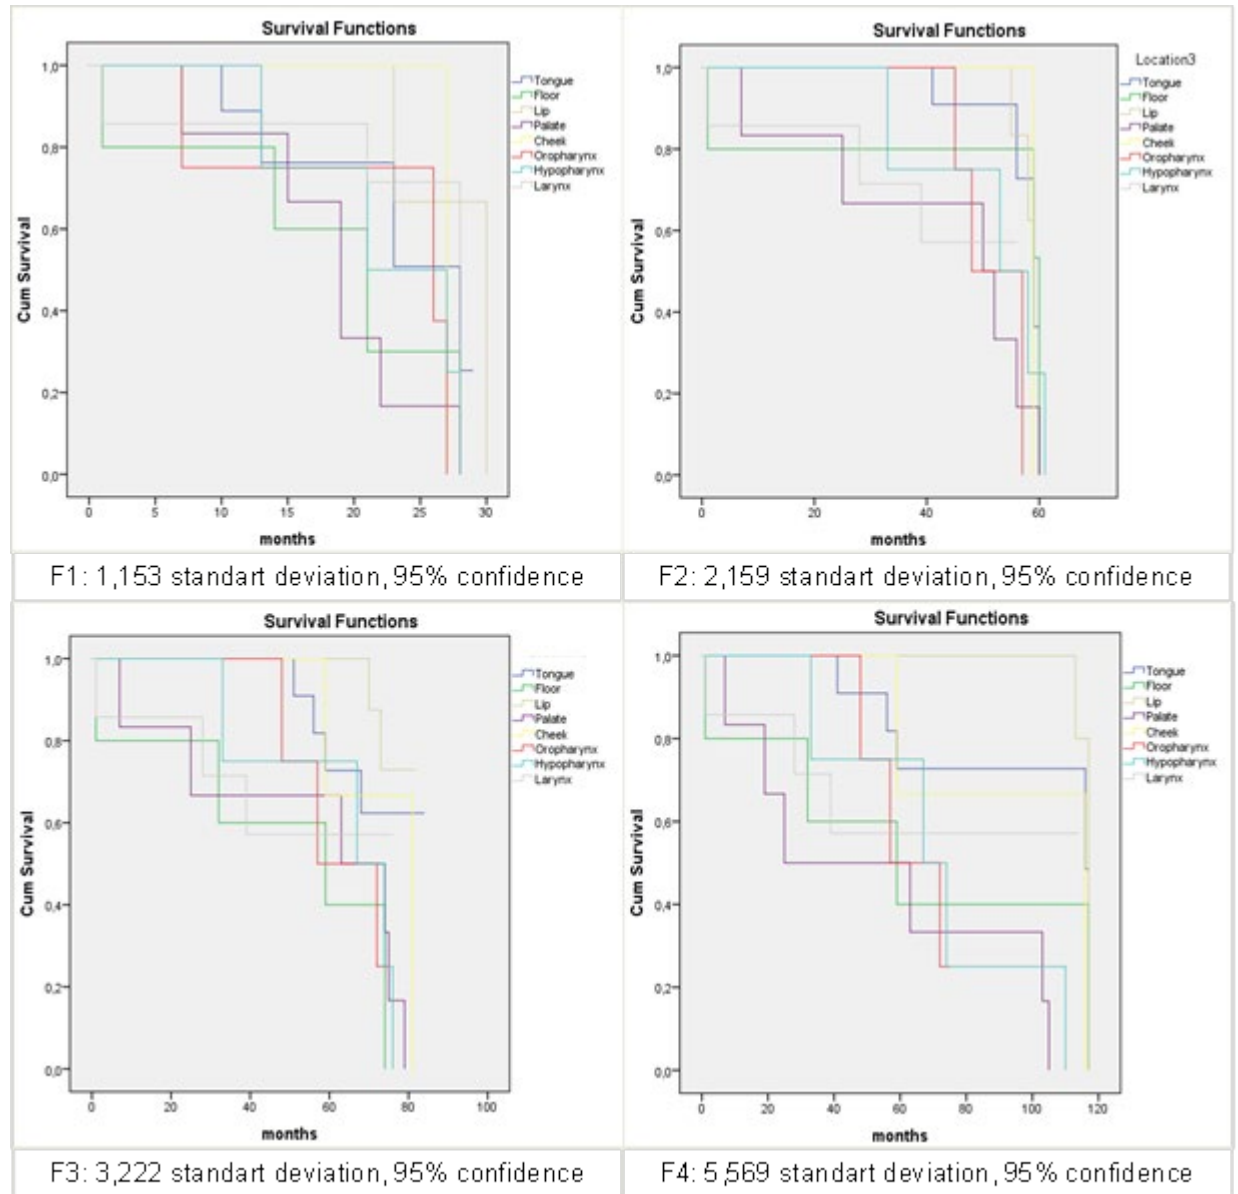 Survival Functions
1,0
0,8
0,6
0,4
0,2
0,0
Cum Survival
0 5 10 15 20 25 30
months
Tongue
Floor
Lip
Palate
Cheek
Oropharynx
Hypopharynx
Larynx
F1: 1,153 standart deviation, 95% confidence
Survival Functions
1,0
0,8
0,6
0,4
0,2
0,0
Cum Survival
0 20 40 60
months
Location3
Tongue
Floor
Lip
Palate
Cheek
Oropharynx
Hypopharynx
Larynx
F2: 2,159 standart deviation, 95% confidence
Survival Functions
1,0
0,8
0,6
0,4
0,2
0,0
Cum Survival
0 20 40 60 80 100
months
Tongue
Floor
Lip
Palate
Cheek
Oropharynx
Hypopharynx
Larynx
F3: 3,222 standart deviation, 95% confidence
Survival Functions
1,0
0,8
0,6
0,4
0,2
0,0
Cum Survival
0 20 40 60 80 100 120
months
Tongue
Floor
Lip
Palate
Cheek
Oropharynx
Hypopharynx
Larynx
F4: 5,569 standart deviation, 95% confidence